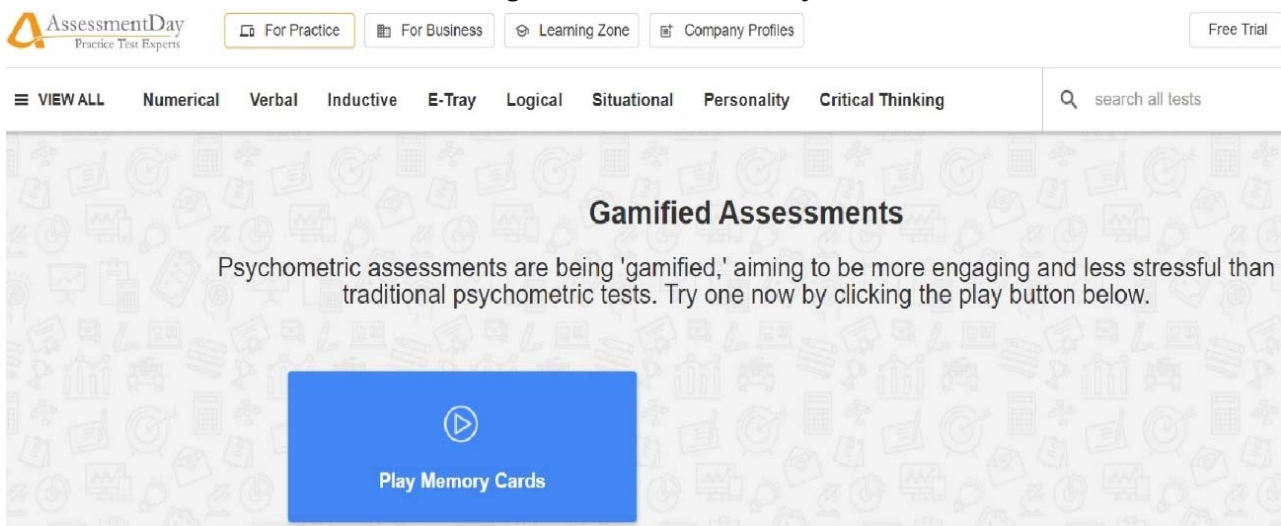 AssessmentDay
Practice Test Experts
For Practice
For Business
Learning Zone
Company Profiles
Free Trial
VIEW ALL
Numerical
Verbal
Inductive
E-Tray
Logical
Situational
Personality
Critical Thinking
search all tests
Gamified Assessments
Psychometric assessments are being 'gamified,' aiming to be more engaging and less stressful than
traditional psychometric tests. Try one now by clicking the play button below.
Play Memory Cards